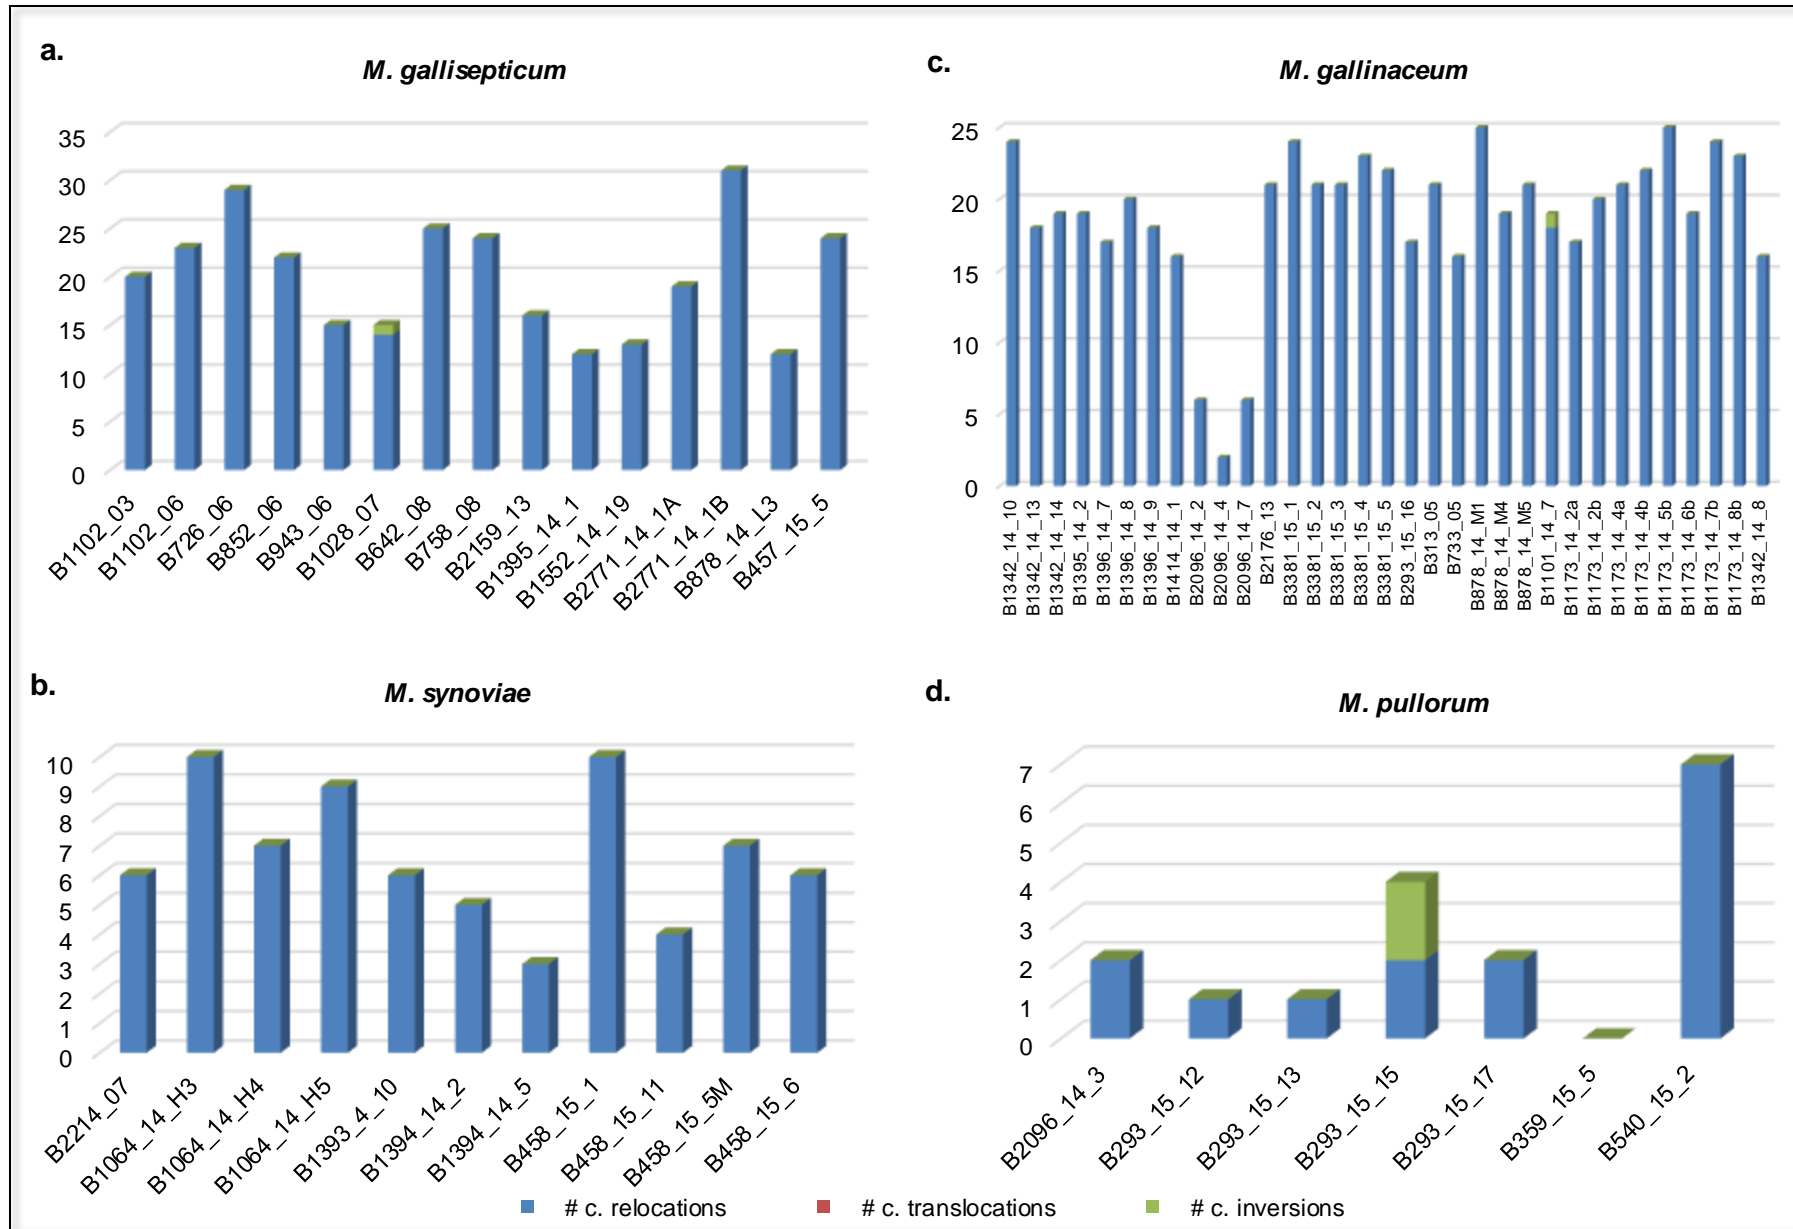 a.
M. gallisepticum
35
30
25
20
15
10
5
0
B1102_03
B1102_06
B726_06
B852_06
B943_06
B1028_07
B642_08
B758_08
B2159_13
B1395_14_1
B1552_14_19
B2771_14_1A
B2771_14_1B
B878_14_L3
B457_15_5
c.
M. gallinaceum
25
20
15
10
5
0
B1342_14_10
B1342_14_13
B1342_14_14
B1395_14_2
B1396_14_7
B1396_14_8
B1396_14_9
B1414_14_1
B2096_14_2
B2096_14_4
B2096_14_7
B2176_13
B3381_15_1
B3381_15_2
B3381_15_3
B3381_15_4
B3381_15_5
B293_15_16
B313_05
B733_05
B878_14_M1
B878_14_M4
B878_14_M5
B1101_14_7
B1173_14_2a
B1173_14_2b
B1173_14_4a
B1173_14_4b
B1173_14_5b
B1173_14_6b
B1173_14_7b
B1173_14_8b
B1342_14_8
b.
M. synoviae
10
9
8
7
6
5
4
3
2
1
0
B2214_07
B1064_14_H3
B1064_14_H4
B1064_14_H5
B1393_4_10
B1394_14_2
B1394_14_5
B458_15_1
B458_15_11
B458_15_5M
B458_15_6
d.
M. pullorum
7
6
5
4
3
2
1
0
B2096_14_3
B293_15_12
B293_15_13
B293_15_15
B293_15_17
B359_15_5
B540_15_2
# c. relocations
# c. translocations
# c. inversions